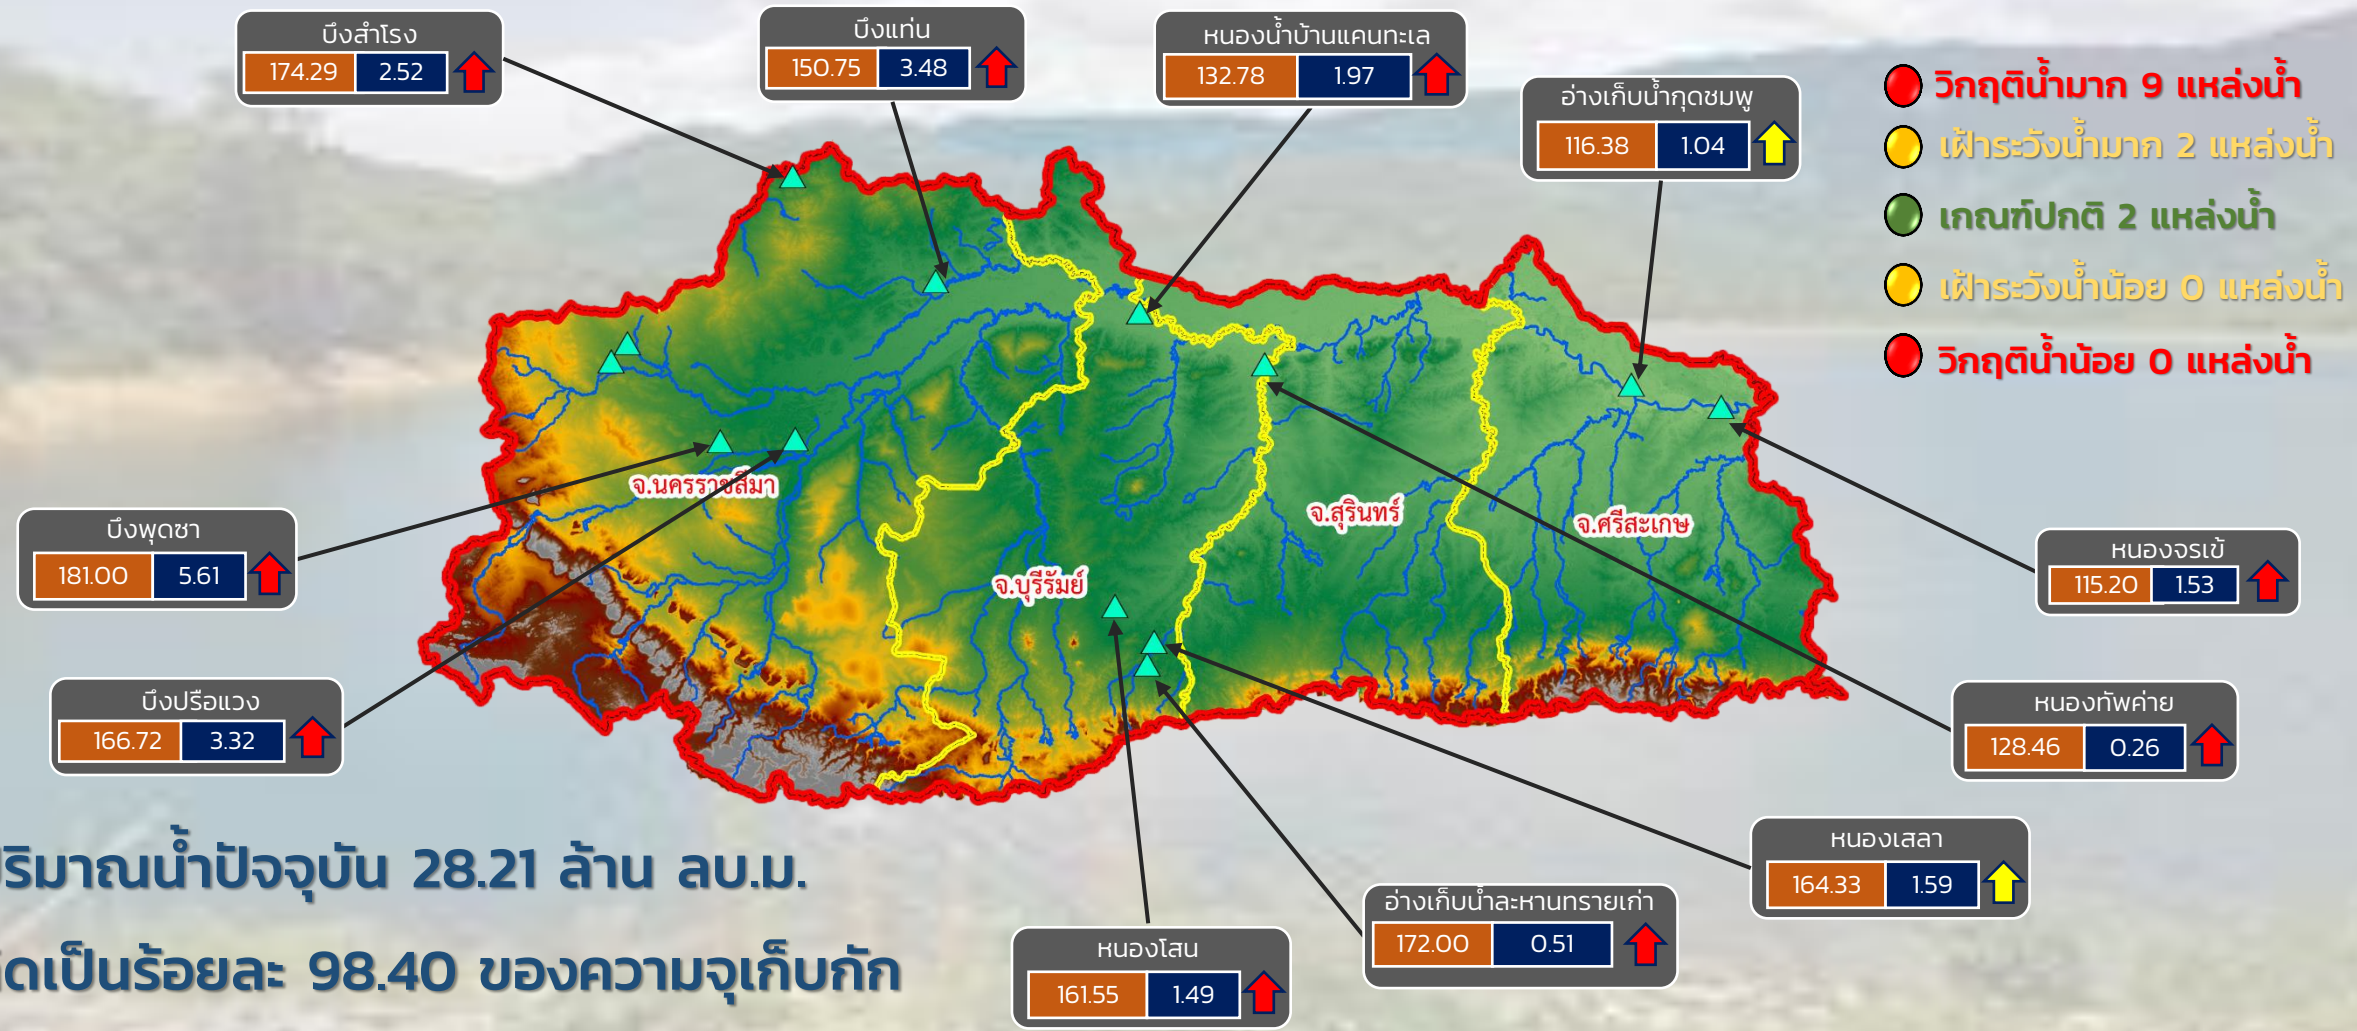 บึงสำโรง
174.29 2.52
บึงแท่น
150.75 3.48
หนองน้ำบ้านแคนทะเล
132.78 1.97
อ่างเก็บน้ำกุดชมพู
116.38 1.04
วิกฤติน้ำมาก 9 แหล่งน้ำ
เฝ้าระวังน้ำมาก 2 แหล่งน้ำ
เกณฑ์ปกติ 2 แหล่งน้ำ
เฝ้าระวังน้ำน้อย 0 แหล่งน้ำ
วิกฤติน้ำน้อย 0 แหล่งน้ำ
จ.นครราชสีมา
จ.บุรีรัมย์
จ.สุรินทร์
จ.ศรีสะเกษ
บึงพุดซา
181.00 5.61
บึงปรือแวง
166.72 3.32
หนองจรเข้
115.20 1.53
หนองทัพค่าย
128.46 0.26
หนองเสลา
164.33 1.59
อ่างเก็บน้ำละหานทรายเก่า
172.00 0.51
หนองโสน
161.55 1.49
ปริมาณน้ำปัจจุบัน 28.21 ล้าน ลบ.ม.
คิดเป็นร้อยละ 98.40 ของความจุเก็บกัก